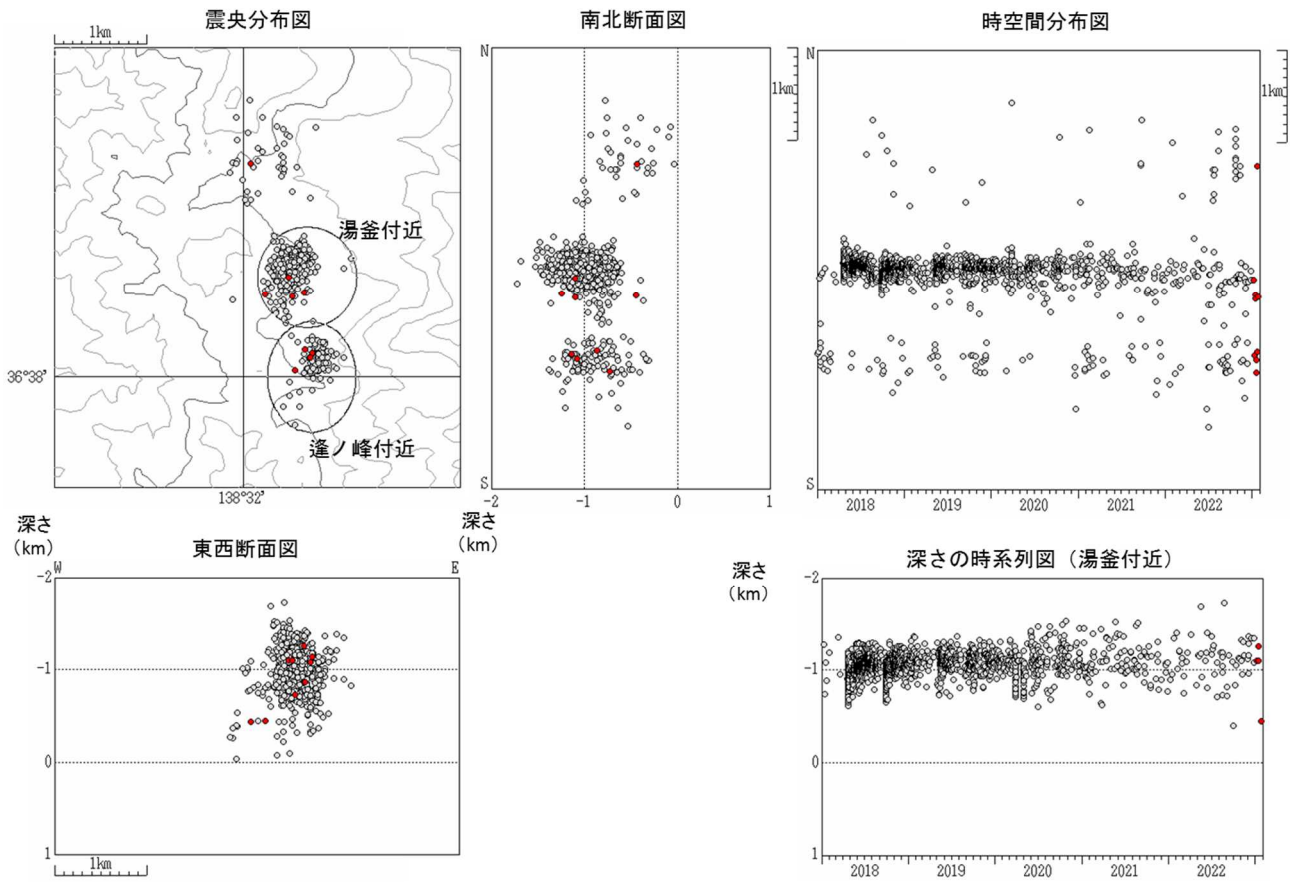 震央分布図
1km
湯釜付近
36°38'
逢ノ峰付近
138°32'
南北断面図
N
1km
S
-2
-1
0
1
深さ
(km)
時空間分布図
N
1km
S
2018
2019
2020
2021
2022
深さ
(km)
東西断面図
W
E
-2
-1
0
1
1km
深さの時系列図（湯釜付近）
深さ
(km)
-2
-1
0
1
2018
2019
2020
2021
2022